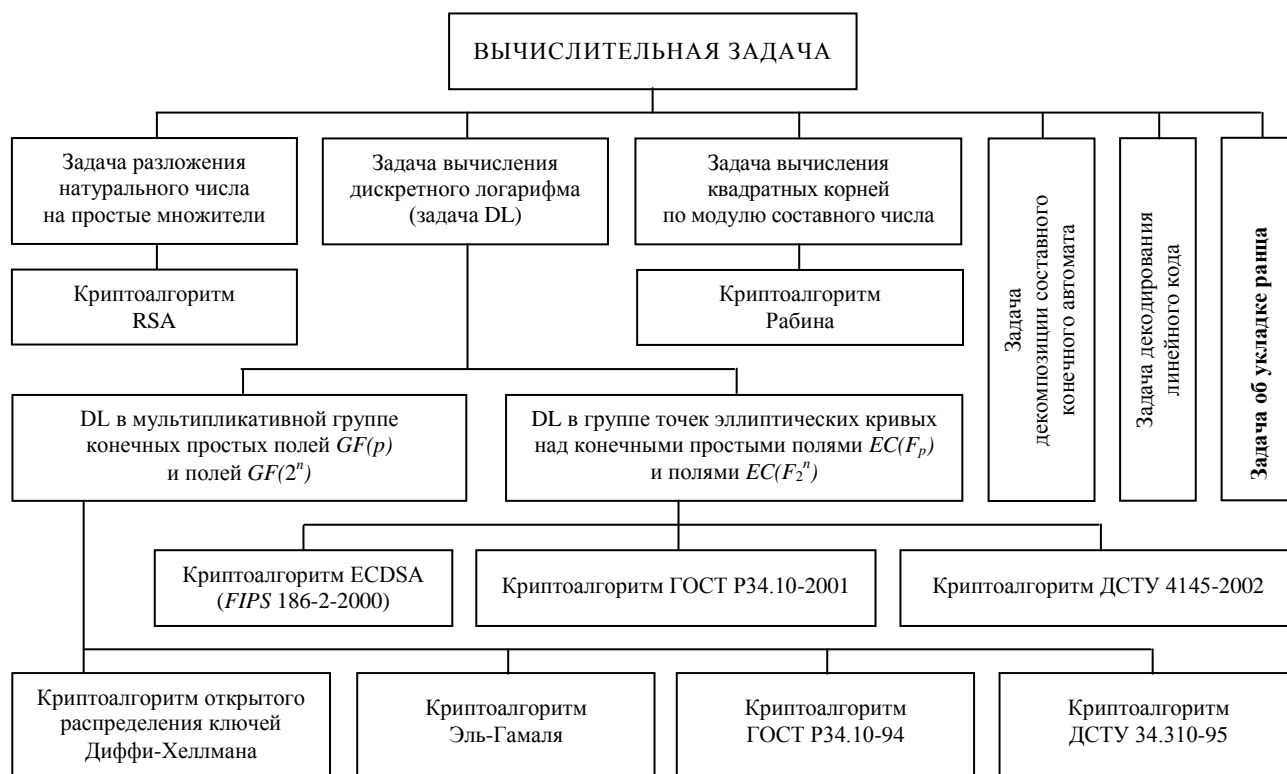 ВЫЧИСЛИТЕЛЬНАЯ ЗАДАЧА
Задача разложения
натурального числа
на простые множители
Задача вычисления
дискретного логарифма
(задача DL)
Задача вычисления
квадратных корней
по модулю составного числа
Задача
декомпозиции составного
конечного автомата
Задача декодирования
линейного кода
Задача об укладке ранца
Криптоалгоритм
RSA
Криптоалгоритм
Рабина
DL в мультипликативной группе
конечных простых полей GF(p)
и полей GF(2ⁿ)
DL в группе точек эллиптических кривых
над конечными простыми полями EC(Fₚ)
и полями EC(F₂ⁿ)
Криптоалгоритм ECDSA
(FIPS 186-2-2000)
Криптоалгоритм ГОСТ Р34.10-2001
Криптоалгоритм ДСТУ 4145-2002
Криптоалгоритм открытого
распределения ключей
Диффи-Хеллмана
Криптоалгоритм
Эль-Гамаля
Криптоалгоритм
ГОСТ Р34.10-94
Криптоалгоритм
ДСТУ 34.310-95